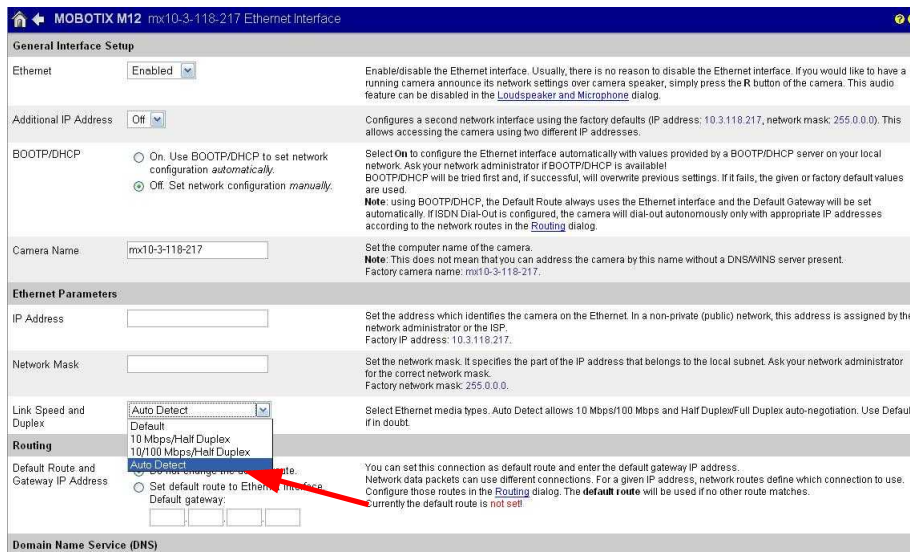 MOBOTIX M12 mx10-3-118-217 Ethernet Interface
General Interface Setup
Ethernet
Enabled
Enable/disable the Ethernet interface. Usually, there is no reason to disable the Ethernet interface. If you would like to have a
running camera announce its network settings over camera speaker, simply press the R button of the camera. This audio
feature can be disabled in the Loudspeaker and Microphone dialog.
Additional IP Address
Off
Configures a second network interface using the factory defaults (IP address: 10.3.118.217, network mask: 255.0.0.0). This
allows accessing the camera using two different IP addresses.
BOOTP/DHCP
On. Use BOOTP/DHCP to set network
configuration automatically.
Off. Set network configuration manually.
Select On to configure the Ethernet interface automatically with values provided by a BOOTP/DHCP server on your local
network. Ask your network administrator if BOOTP/DHCP is available!
BOOTP/DHCP will be tried first and, if successful, will overwrite previous settings. If it fails, the given or factory default values
are used.
Note: using BOOTP/DHCP, the Default Route always uses the Ethernet interface and the Default Gateway will be set
automatically. If ISDN Dial-Out is configured, the camera will dial-out autonomously only with appropriate IP addresses
according to the network routes in the Routing dialog.
Camera Name
mx10-3-118-217
Set the computer name of the camera.
Note: This does not mean that you can address the camera by this name without a DNS/WINS server present.
Factory camera name: mx10-3-118-217.
Ethernet Parameters
IP Address
Set the address which identifies the camera on the Ethernet. In a non-private (public) network, this address is assigned by the
network administrator or the ISP.
Factory IP address: 10.3.118.217.
Network Mask
Set the network mask. It specifies the part of the IP address that belongs to the local subnet. Ask your network administrator
for the correct network mask.
Factory network mask: 255.0.0.0.
Link Speed and
Duplex
Auto Detect
Default
10 Mbps/Half Duplex
10/100 Mbps/Half Duplex
Auto Detect
Select Ethernet media types. Auto Detect allows 10 Mbps/100 Mbps and Half Duplex/Full Duplex auto-negotiation. Use Defau
if in doubt.
Routing
Default Route and
Gateway IP Address
Do not change the default route.
Set default route to Ethernet interface.
Default gateway:
You can set this connection as default route and enter the default gateway IP address.
Network data packets can use different connections. For a given IP address, network routes define which connection to use.
Configure those routes in the Routing dialog. The default route will be used if no other route matches.
Currently the default route is not set!
Domain Name Service (DNS)